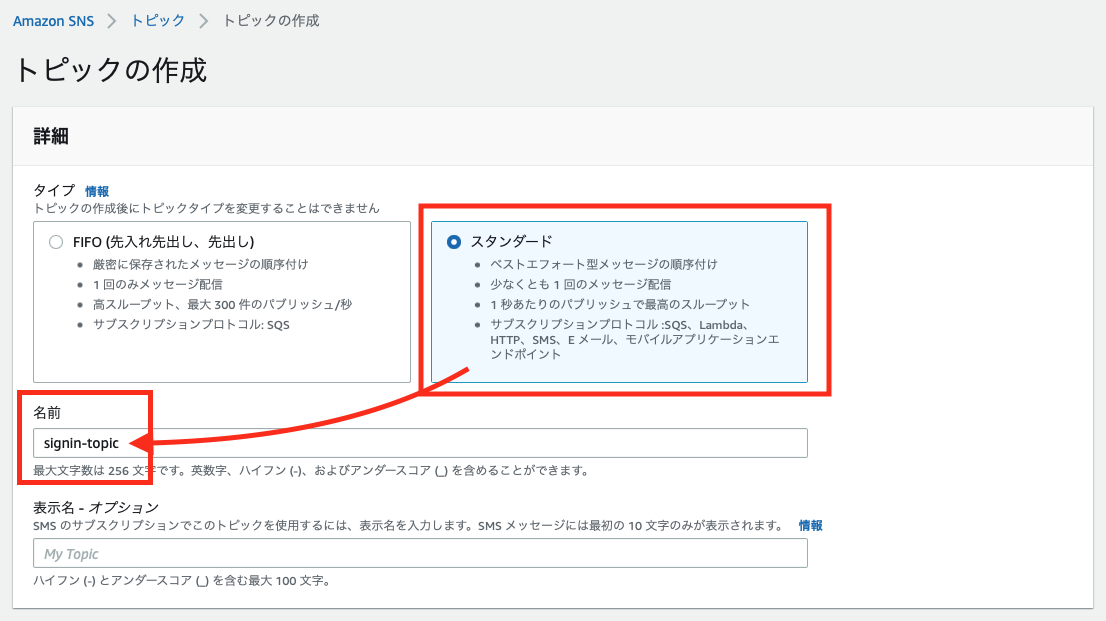 Amazon SNS > トピック > トピックの作成
トピックの作成
詳細
タイプ 情報
トピックの作成後にトピックタイプを変更することはできません
FIFO (先入れ先出し、先出し)
• 厳密に保存されたメッセージの順序付け
• 1 回のみメッセージ配信
• 高スループット、最大 300 件のパブリッシュ/秒
• サブスクリプションプロトコル: SQS
スタンダード
• ベストエフォート型メッセージの順序付け
• 少なくとも 1 回のメッセージ配信
• 1 秒あたりのパブリッシュで最高のスループット
• サブスクリプションプロトコル :SQS、Lambda、
HTTP、SMS、E メール、モバイルアプリケーションエ
ンドポイント
名前
signin-topic
最大文字数は 256 文字です。英数字、ハイフン (-)、およびアンダースコア (_) を含めることができます。
表示名 - オプション
SMS のサブスクリプションでこのトピックを使用するには、表示名を入力します。SMS メッセージには最初の 10 文字のみが表示されます。 情報
My Topic
ハイフン (-) とアンダースコア (_) を含む最大 100 文字。